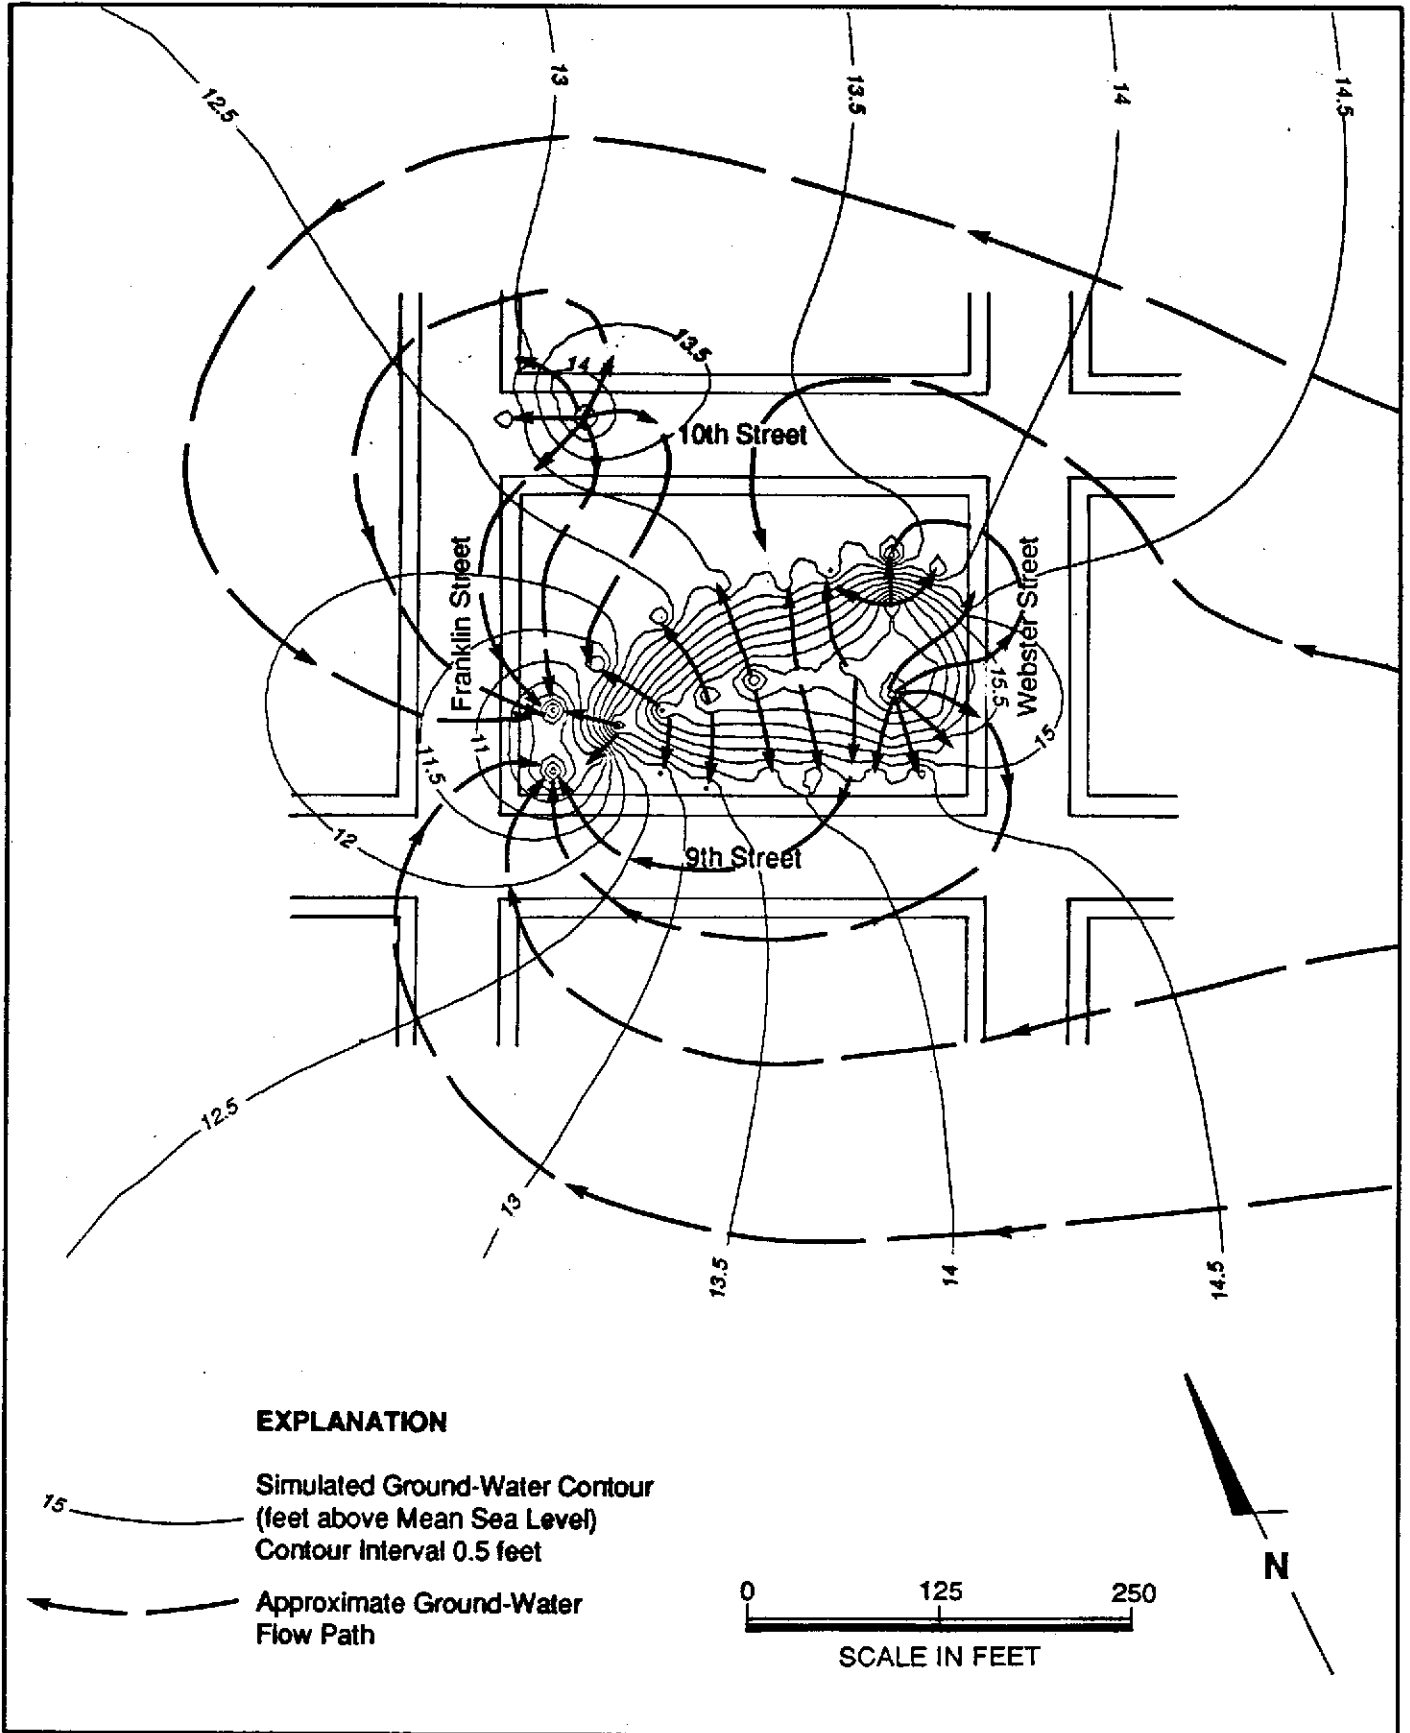 13
13.5
14
14.5
12.5
13.5
14
10th Street
Franklin Street
Webster Street
15.5
15
11
11.5
12
9th Street
12.5
13
13.5
14
14.5
EXPLANATION
15
Simulated Ground-Water Contour
(feet above Mean Sea Level)
Contour Interval 0.5 feet
Approximate Ground-Water
Flow Path
0 125 250
SCALE IN FEET
N